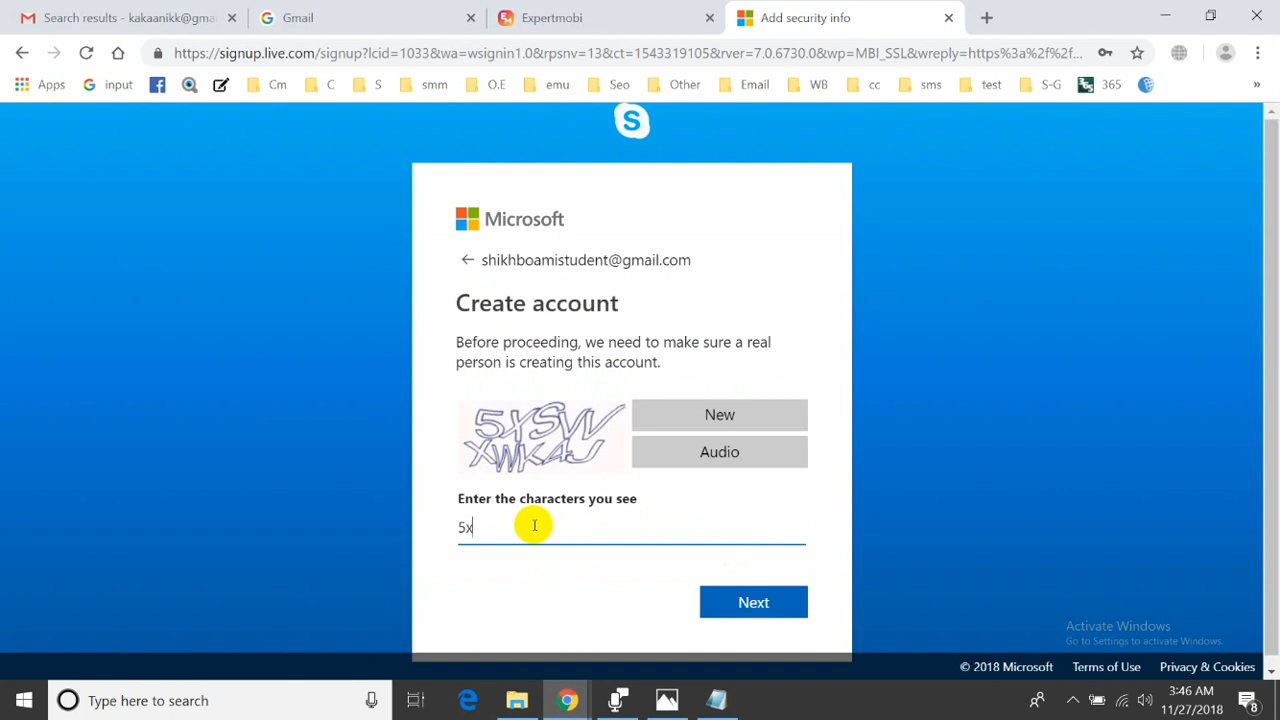 Search results - kakaanikk@gma
Gmail
Expertmobi
Add security info
https://signup.live.com/signup?lcid=1033&wa=wsignin1.0&rpsnv=13&ct=1543319105&rver=7.0.6730.0&wp=MBI_SSL&wreply=https%3a%2f%2f...
Apps
input
Cm
C
S
smm
O.E
emu
Seo
Other
Email
WB
cc
sms
test
S-G
365
»
Microsoft
shikhboamistudent@gmail.com
Create account
Before proceeding, we need to make sure a real
person is creating this account.
5XSVV
XWK4J
New
Audio
Enter the characters you see
5x
Next
Activate Windows
Go to Settings to activate Windows.
© 2018 Microsoft
Terms of Use
Privacy & Cookies
Type here to search
3:46 AM
11/27/2018
8